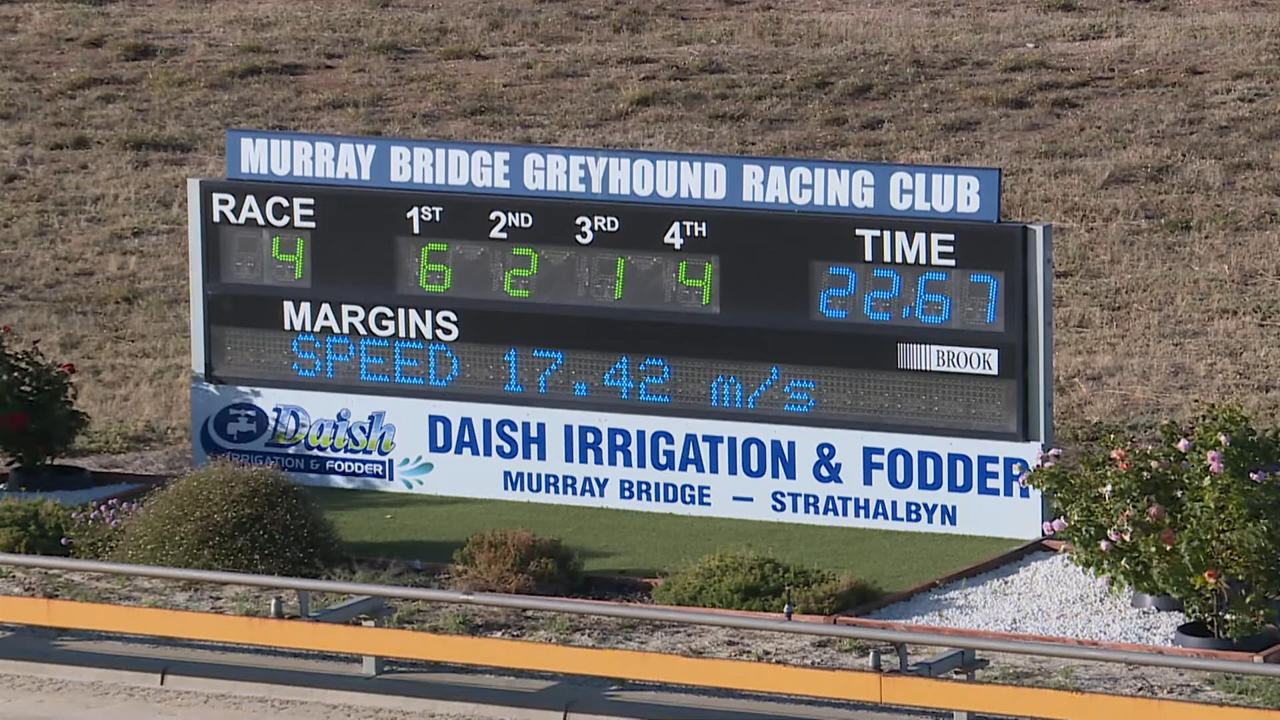 MURRAY BRIDGE GREYHOUND RACING CLUB
RACE 1ST 2ND 3RD 4TH TIME
4 6 2 1 4 22.67
MARGINS
BROOK
SPEED 17.42 m/s
Daish
IRRIGATION & FODDER
DAISH IRRIGATION & FODDER
MURRAY BRIDGE — STRATHALBYN